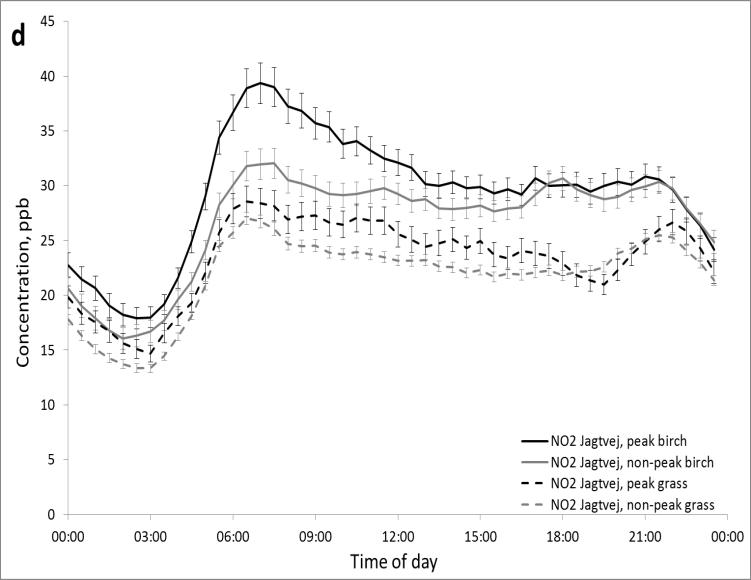 d
45
40
35
30
25
20
15
10
5
0
Concentration, ppb
NO2 Jagtvej, peak birch
NO2 Jagtvej, non-peak birch
NO2 Jagtvej, peak grass
NO2 Jagtvej, non-peak grass
00:00 03:00 06:00 09:00 12:00 15:00 18:00 21:00 00:00
Time of day